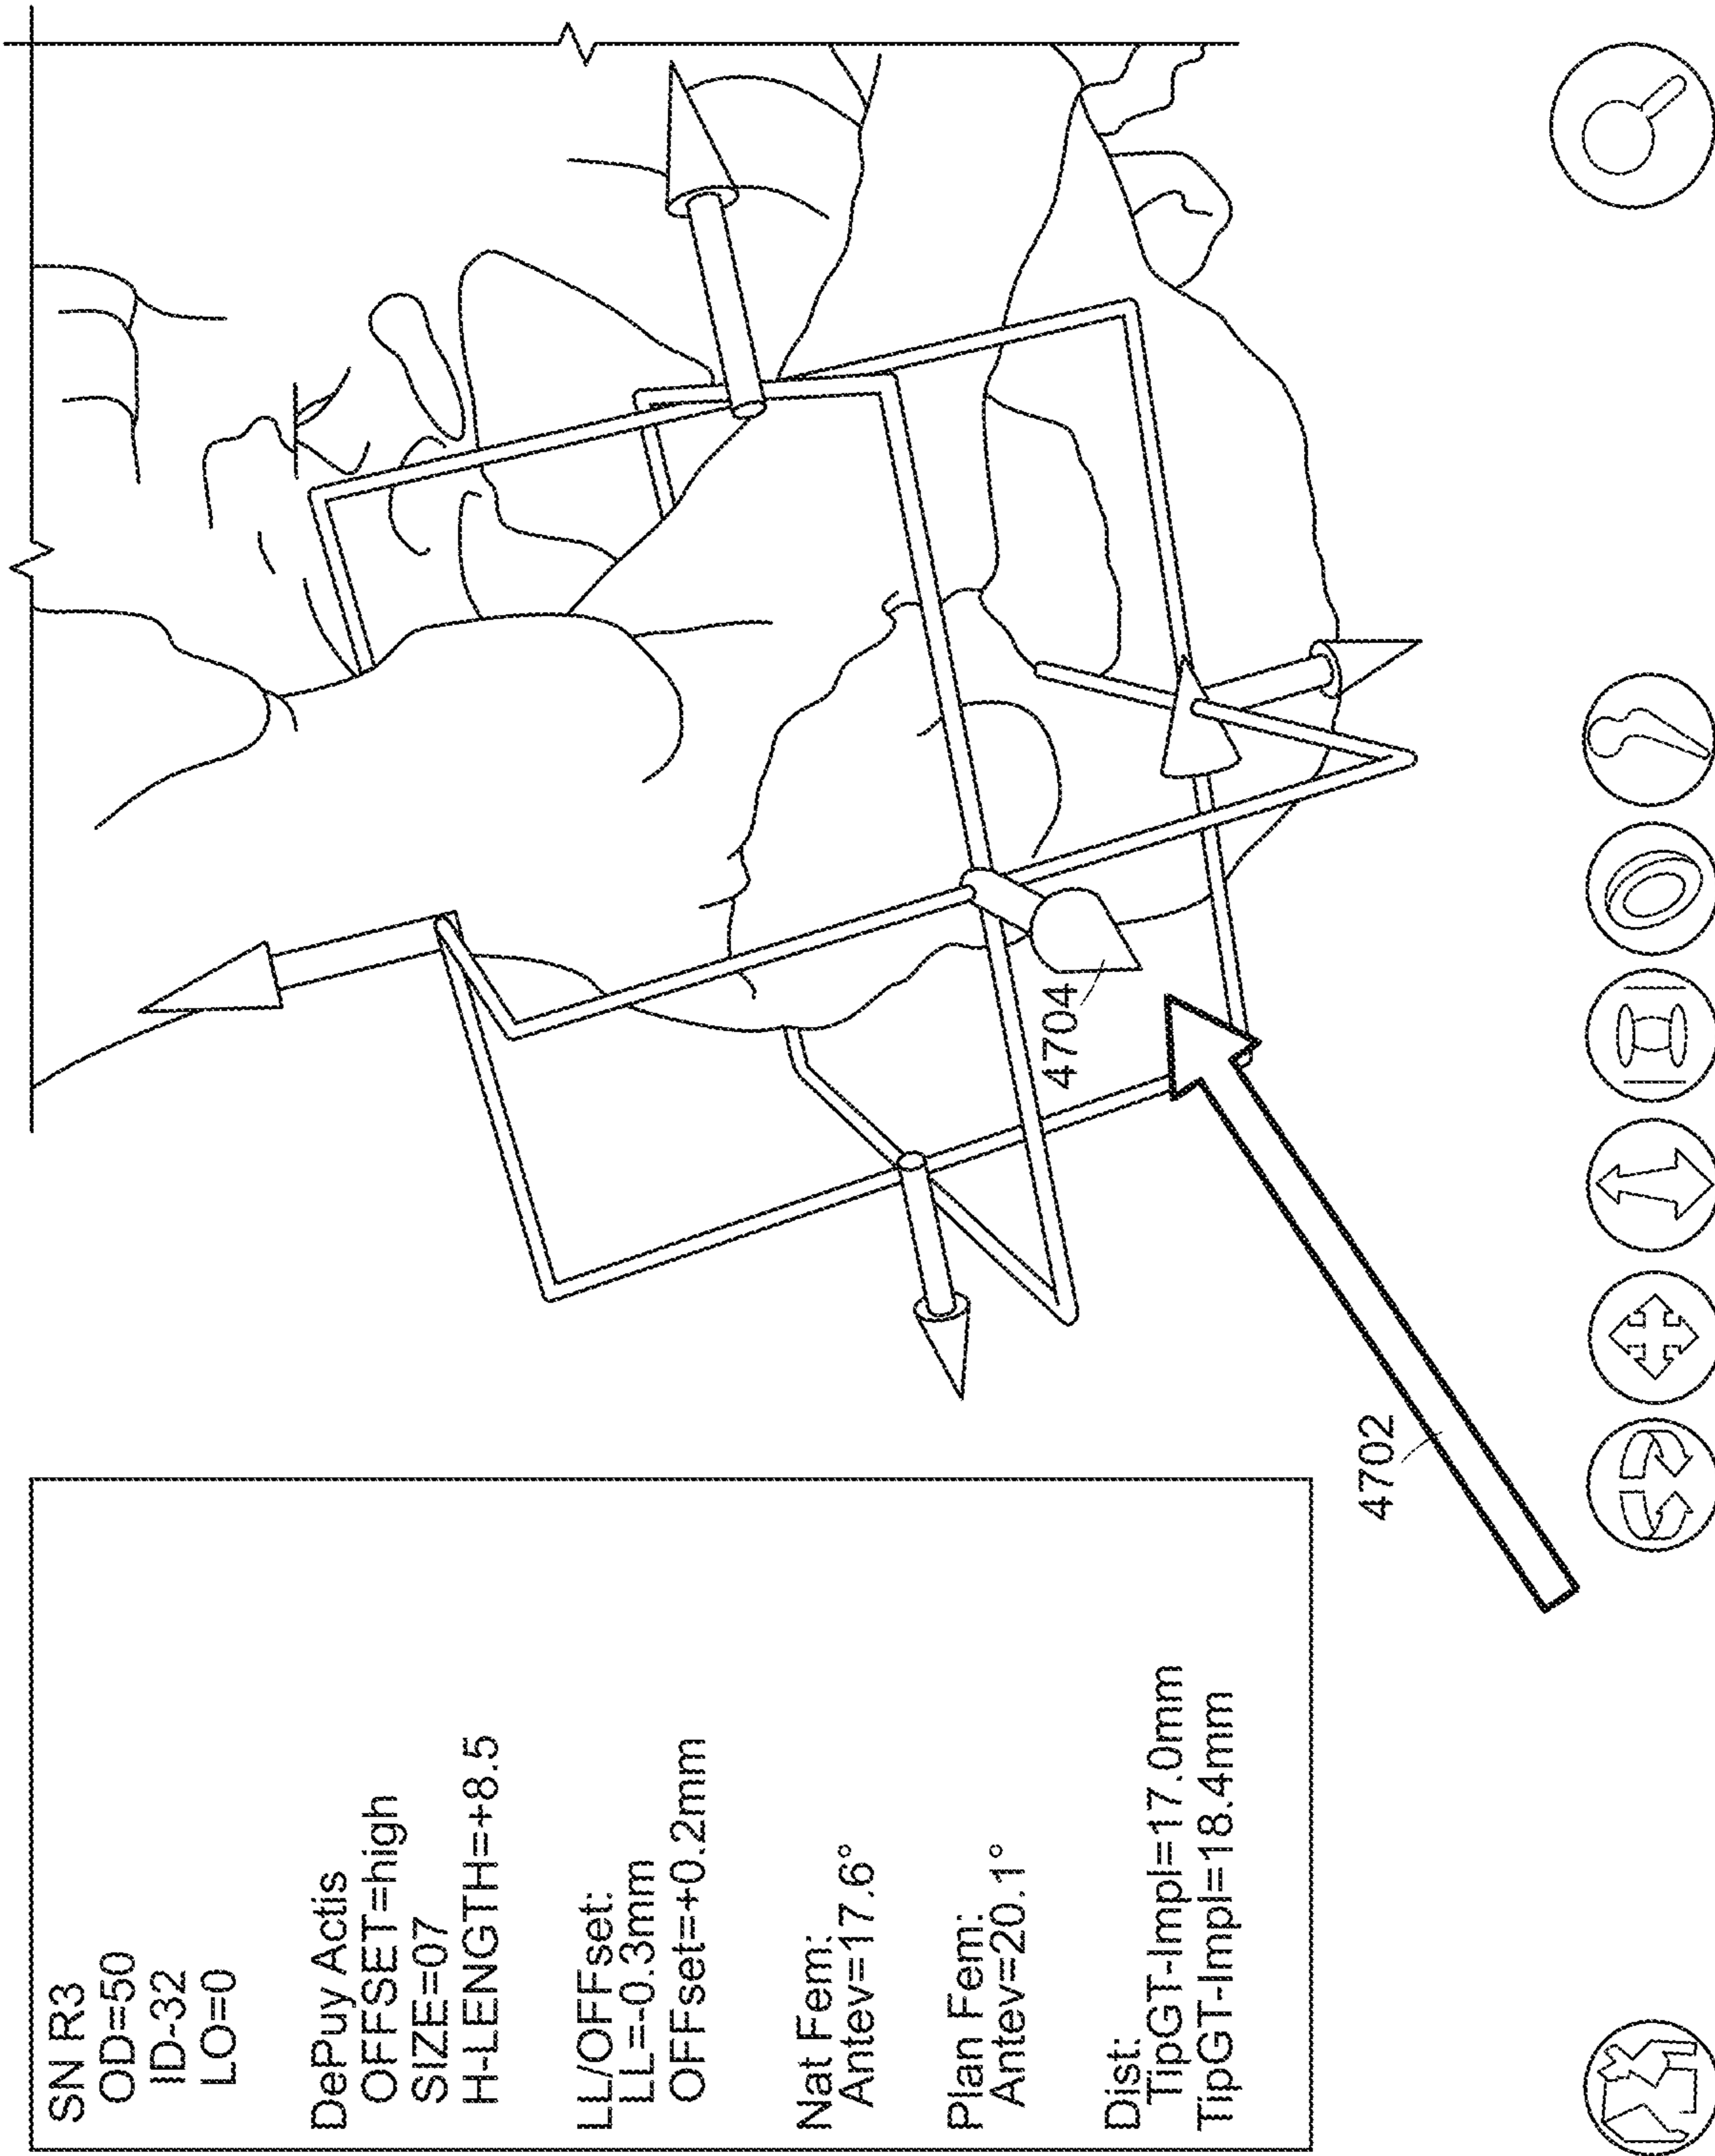 SN R3
OD=50
ID-32
LO=0
DePuy Actis
OFFSET=high
SIZE=07
H-LENGTH=+8.5
LL/OFFset:
LL=-0.3mm
OFFset=+0.2mm
Nat Fem:
Antev=17.6°
Plan Fem:
Antev=20.1°
Dist:
TipGT-Impl=17.0mm
TipGT-Impl=18.4mm
4704
4702